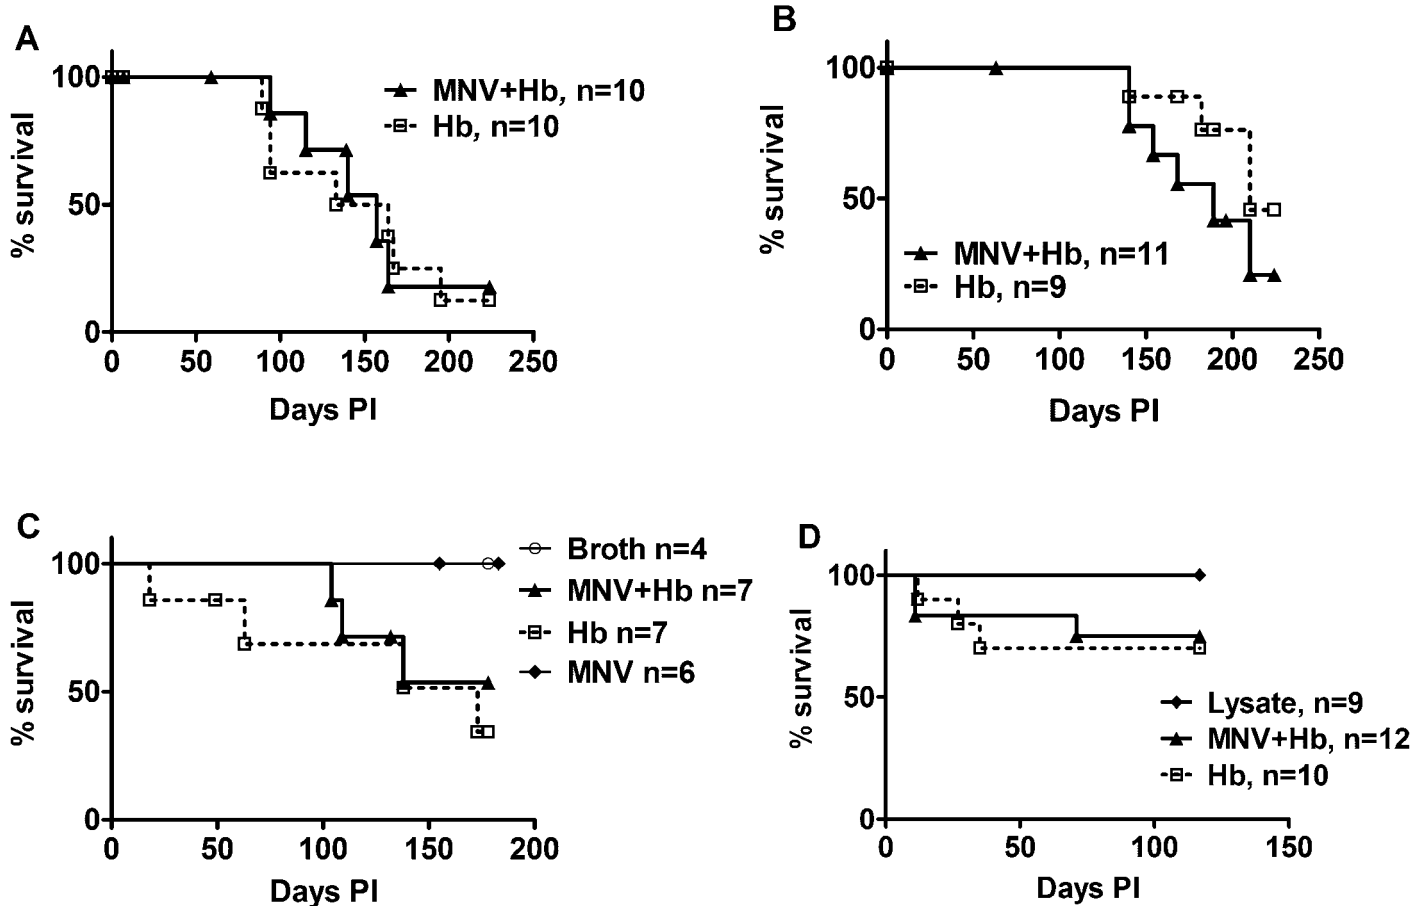 A
% survival
100
50
0
0 50 100 150 200 250
Days PI
MNV+Hb, n=10
Hb, n=10
B
% survival
100
50
0
0 50 100 150 200 250
Days PI
MNV+Hb, n=11
Hb, n=9
C
% survival
100
50
0
0 50 100 150 200
Days PI
Broth n=4
MNV+Hb n=7
Hb n=7
MNV n=6
D
% survival
100
50
0
0 50 100 150
Days PI
Lysate, n=9
MNV+Hb, n=12
Hb, n=10